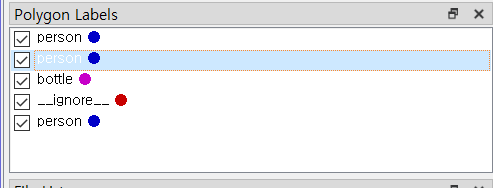 Polygon Labels
person
person
bottle
__ignore__
person